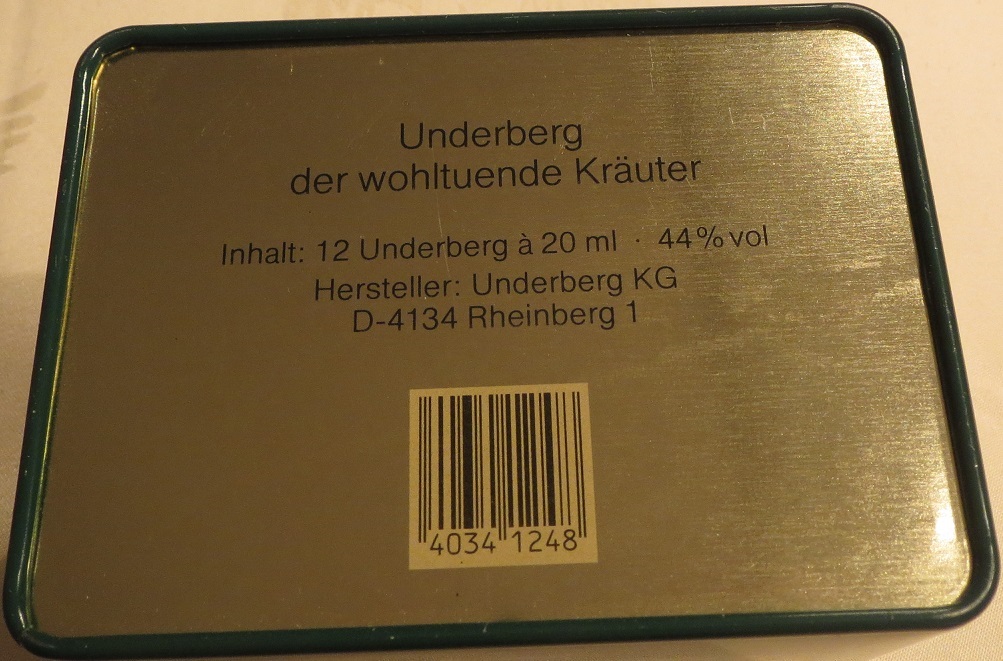 Underberg
der wohltuende Kräuter
Inhalt: 12 Underberg à 20 ml · 44% vol
Hersteller: Underberg KG
D-4134 Rheinberg 1
4034 1248